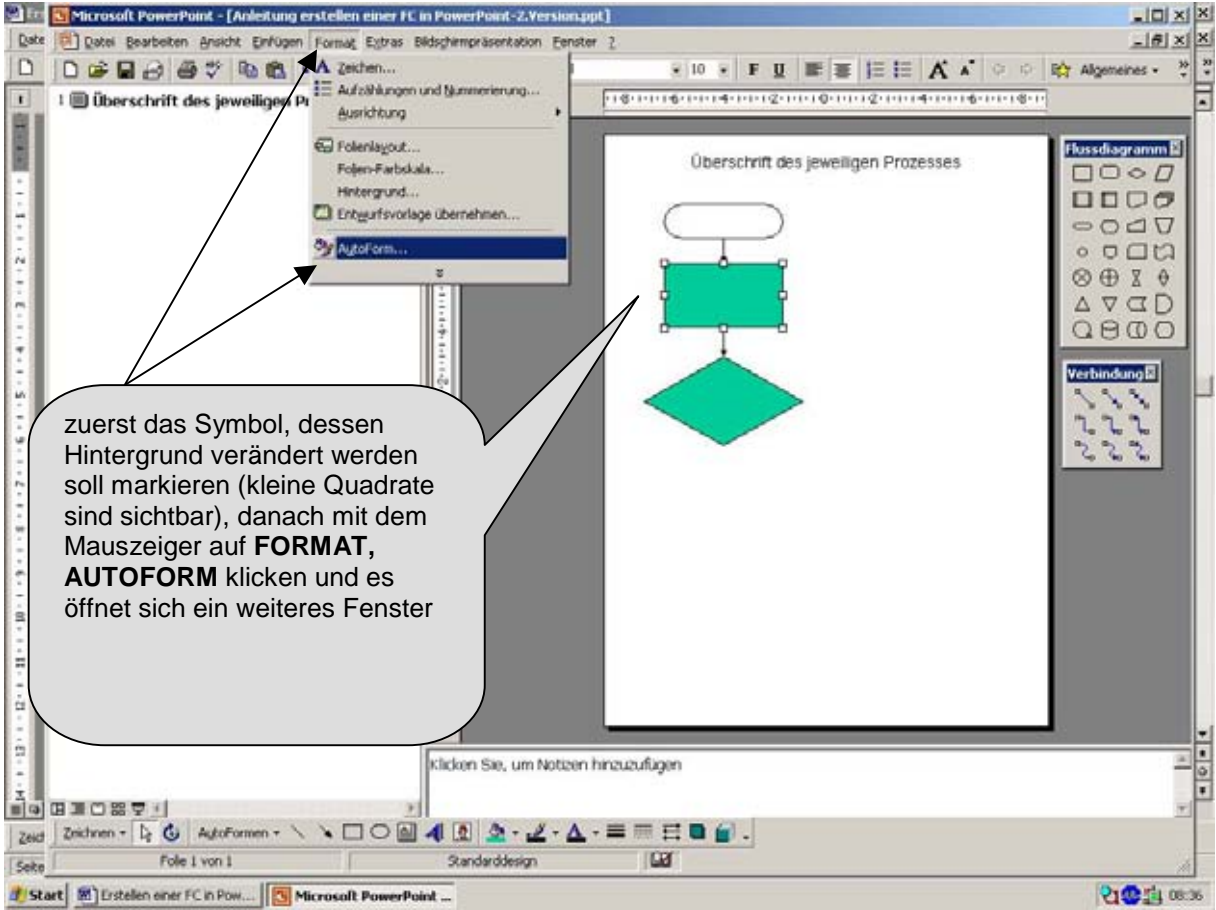 Microsoft PowerPoint - [Anleitung erstellen einer FC in PowerPoint-2.Version.ppt]
Date
Datei Bearbeiten Ansicht Einfügen Format Extras Bildschirmpräsentation Fenster ?
10 F U Allgemeines
Zeichen...
Aufzählungen und Nummerierung...
Ausrichtung
Folienlayout...
Folien-Farbskala...
Hintergrund...
Entwurfsvorlage übernehmen...
AutoForm...
1 Überschrift des jeweiligen
Überschrift des jeweiligen Prozesses
Flussdiagramm
Verbindung
zuerst das Symbol, dessen
Hintergrund verändert werden
soll markieren (kleine Quadrate
sind sichtbar), danach mit dem
Mauszeiger auf FORMAT,
AUTOFORM klicken und es
öffnet sich ein weiteres Fenster
Klicken Sie, um Notizen hinzuzufügen
Zeich
Zeichnen AutoFormen
Seite
Folie 1 von 1 Standarddesign
Start Erstellen einer FC in Pow... Microsoft PowerPoint ... 08:36